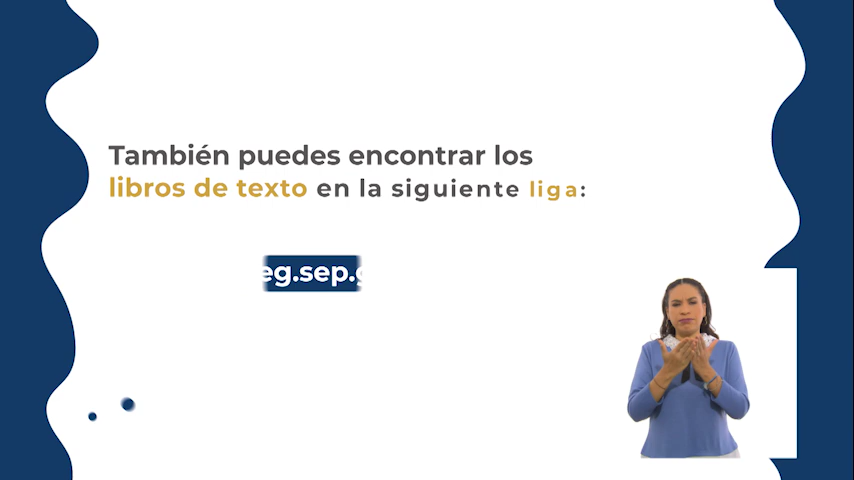 También puedes encontrar los
libros de texto en la siguiente liga:
eg.sep.g